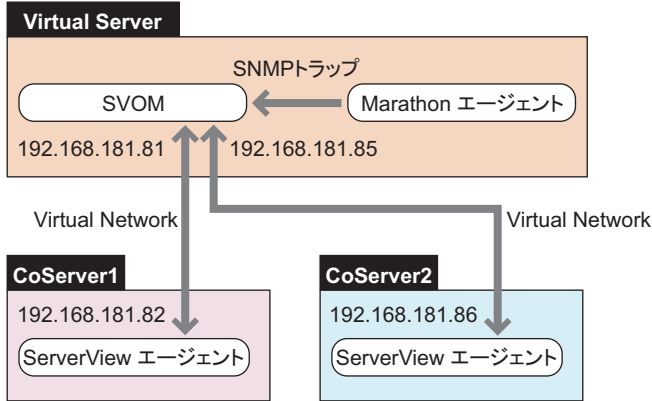 Virtual Server
SNMPトラップ
SVOM
Marathon エージェント
192.168.181.81
192.168.181.85
Virtual Network
Virtual Network
CoServer1
CoServer2
192.168.181.82
192.168.181.86
ServerView エージェント
ServerView エージェント